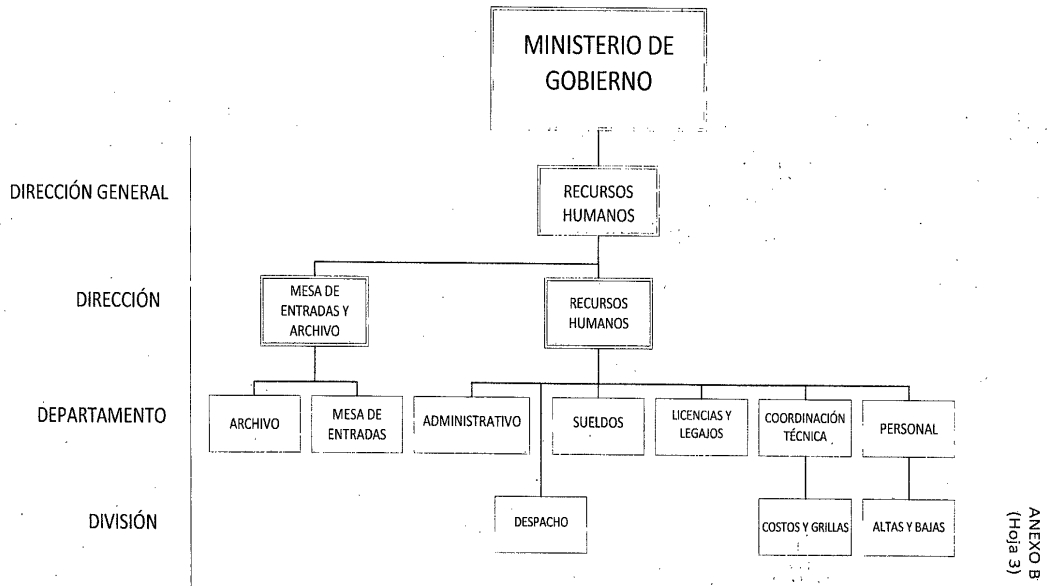 MINISTERIO DE
GOBIERNO
DIRECCIÓN GENERAL
RECURSOS
HUMANOS
DIRECCIÓN
MESA DE
ENTRADAS Y
ARCHIVO
RECURSOS
HUMANOS
DEPARTAMENTO
ARCHIVO
MESA DE
ENTRADAS
ADMINISTRATIVO
SUELDOS
LICENCIAS Y
LEGAJOS
COORDINACIÓN
TÉCNICA
PERSONAL
DIVISIÓN
DESPACHO
COSTOS Y GRILLAS
ALTAS Y BAJAS
ANEXO B
(Hoja 3)